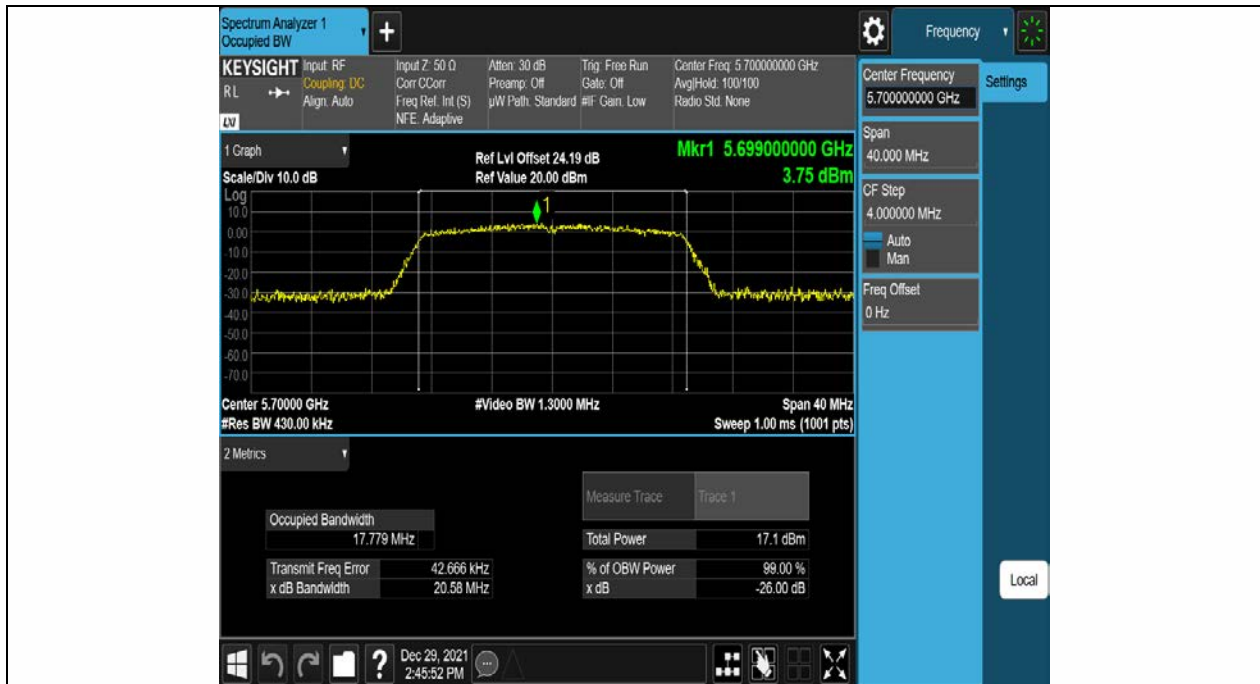 Spectrum Analyzer 1
Occupied BW
+
Frequency
KEYSIGHT
RL
LXI
Input: RF
Coupling: DC
Align: Auto
Input Z: 50 Ω
Corr CCorr
Freq Ref: Int (S)
NFE: Adaptive
Atten: 30 dB
Preamp: Off
µW Path: Standard
Trig: Free Run
Gate: Off
#IF Gain: Low
Center Freq: 5.700000000 GHz
Avg|Hold: 100/100
Radio Std: None
Center Frequency
5.700000000 GHz
Settings
Span
40.000 MHz
CF Step
4.000000 MHz
Auto
Man
Freq Offset
0 Hz
Local
1 Graph
Scale/Div 10.0 dB
Ref Lvl Offset 24.19 dB
Ref Value 20.00 dBm
Mkr1 5.699000000 GHz
3.75 dBm
Log
10.0
0.00
-10.0
-20.0
-30.0
-40.0
-50.0
-60.0
-70.0
1
Center 5.70000 GHz
#Video BW 1.3000 MHz
Span 40 MHz
#Res BW 430.00 kHz
Sweep 1.00 ms (1001 pts)
2 Metrics
Measure Trace Trace 1
Occupied Bandwidth
17.779 MHz
Total Power 17.1 dBm
Transmit Freq Error 42.666 kHz
% of OBW Power 99.00 %
x dB Bandwidth 20.58 MHz
x dB -26.00 dB
?
Dec 29, 2021
2:45:52 PM